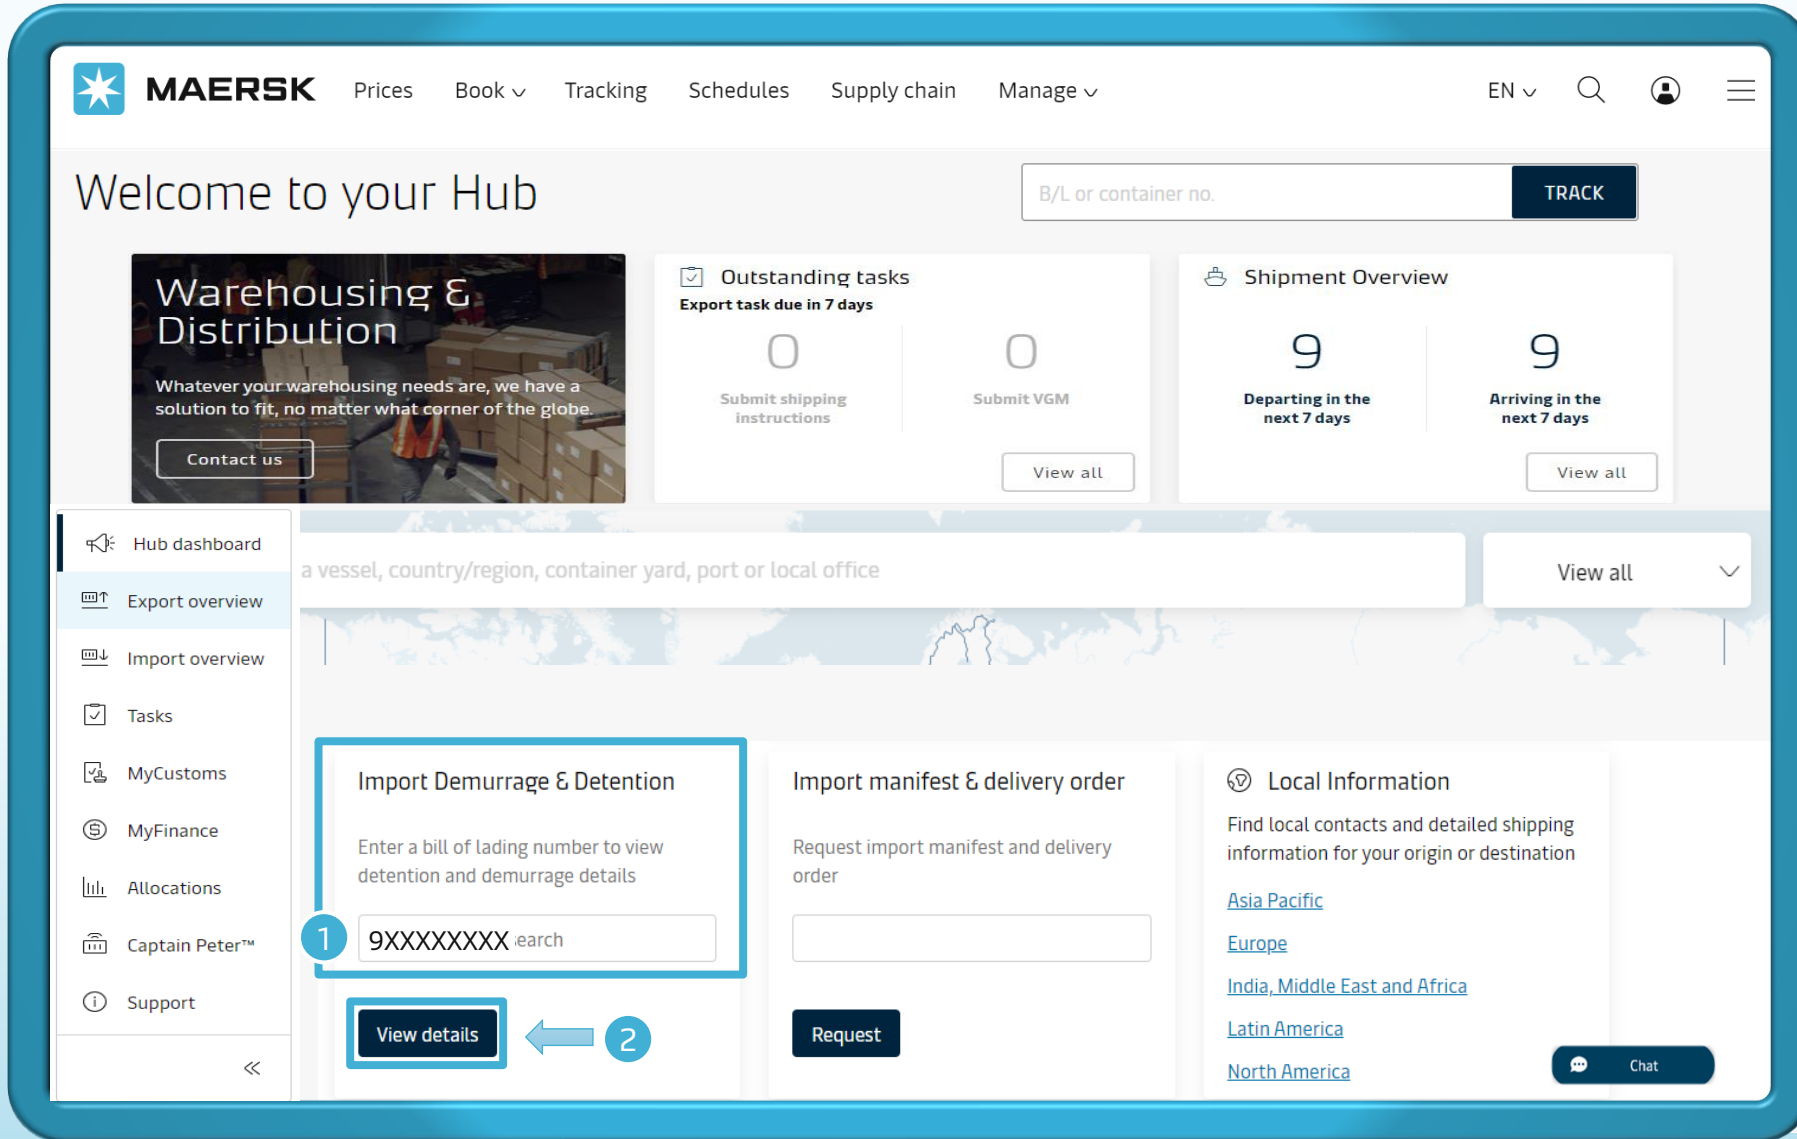 MAERSK Prices Book Tracking Schedules Supply chain Manage EN
Welcome to your Hub
B/L or container no. TRACK
Warehousing &
Distribution
Whatever your warehousing needs are, we have a
solution to fit, no matter what corner of the globe.
Contact us
Outstanding tasks
Export task due in 7 days
0
Submit shipping
instructions
0
Submit VGM
View all
Shipment Overview
9
Departing in the
next 7 days
9
Arriving in the
next 7 days
View all
Hub dashboard
Export overview
Import overview
Tasks
MyCustoms
MyFinance
Allocations
Captain Peter™
Support
a vessel, country/region, container yard, port or local office
View all
Import Demurrage & Detention
Enter a bill of lading number to view
detention and demurrage details
1
9XXXXXXXX earch
View details
2
Import manifest & delivery order
Request import manifest and delivery
order
Request
Local Information
Find local contacts and detailed shipping
information for your origin or destination
Asia Pacific
Europe
India, Middle East and Africa
Latin America
North America
Chat